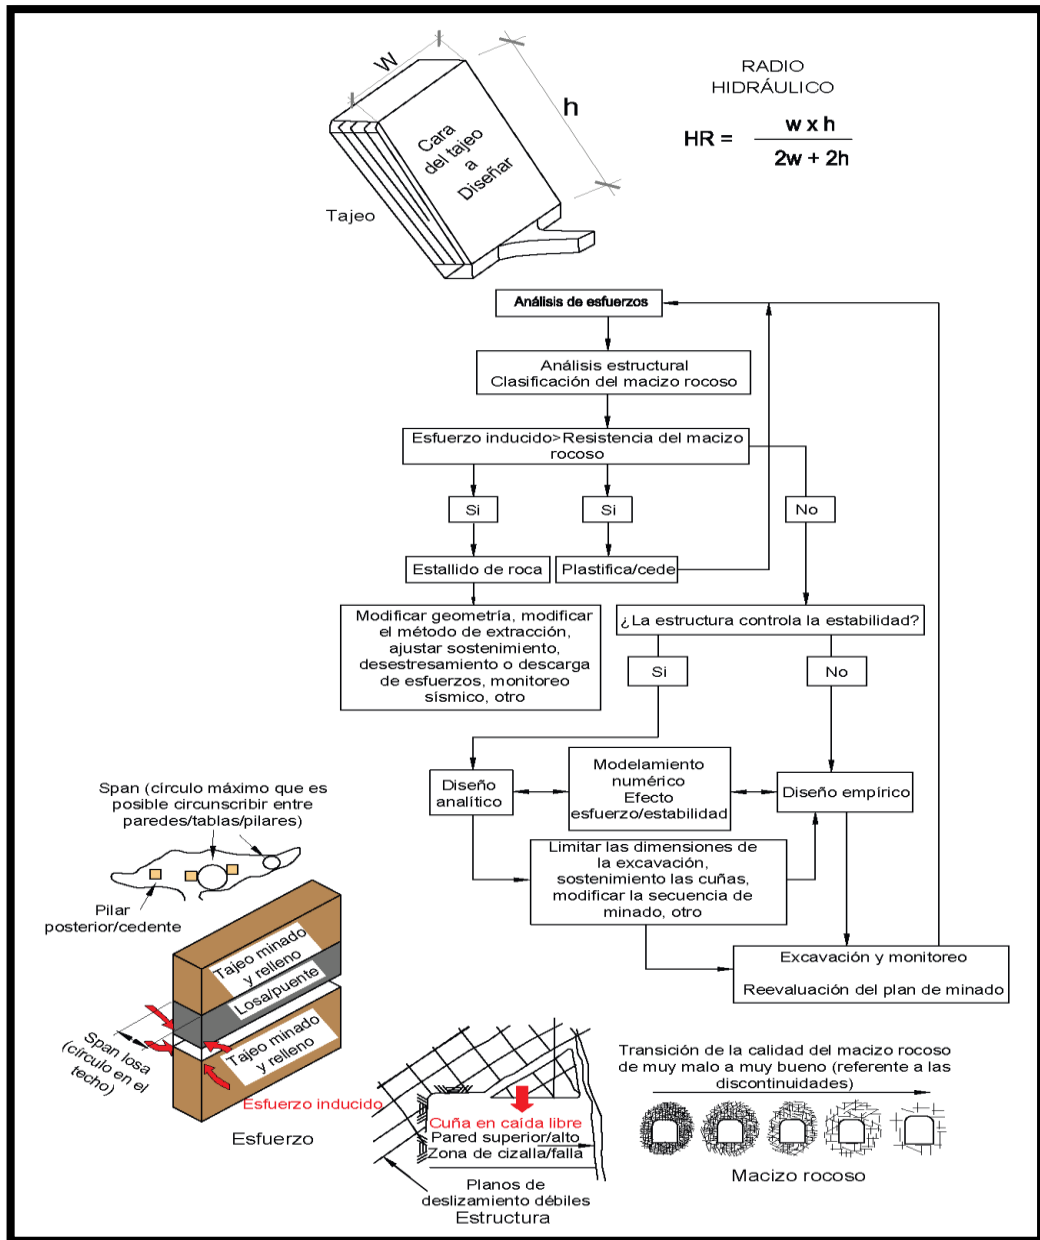 W
h
Cara
del tajeo
a
Diseñar
Tajeo
RADIO
HIDRÁULICO
HR = w x h
2w + 2h
Análisis de esfuerzos
Análisis estructural
Clasificación del macizo rocoso
Esfuerzo inducido>Resistencia del macizo
rocoso
Si
Si
No
Estallido de roca
Plastifica/cede
Modificar geometría, modificar
el método de extracción,
ajustar sostenimiento,
desestresamiento o descarga
de esfuerzos, monitoreo
sísmico, otro
¿La estructura controla la estabilidad?
Si
No
Diseño
analítico
Modelamiento
numérico
Efecto
esfuerzo/estabilidad
Diseño empírico
Limitar las dimensiones de
la excavación,
sostenimiento las cuñas,
modificar la secuencia de
minado, otro
Excavación y monitoreo
Reevaluación del plan de minado
Span (círculo máximo que es
posible circunscribir entre
paredes/tablas/pilares)
Pilar
posterior/cedente
Tajeo minado
y relleno
Losa/puente
Tajeo minado
y relleno
Span losa
(círculo en el
techo)
Esfuerzo inducido
Esfuerzo
Cuña en caída libre
Pared superior/alto
Zona de cizalla/falla
Planos de
deslizamiento débiles
Estructura
Transición de la calidad del macizo rocoso
de muy malo a muy bueno (referente a las
discontinuidades)
Macizo rocoso